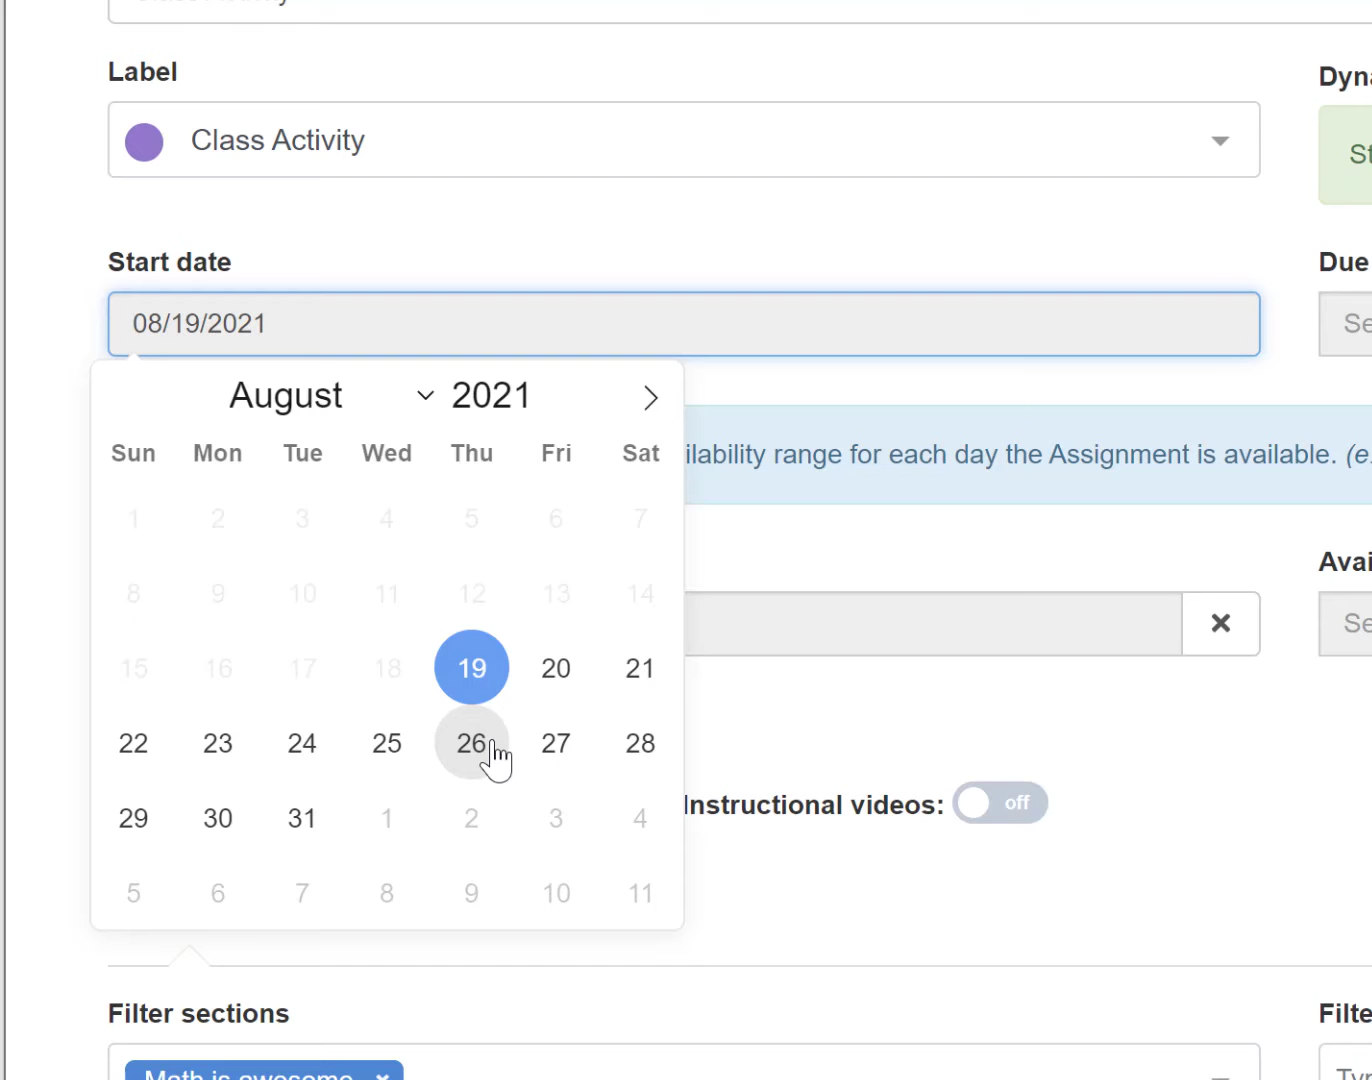 Label
Dyn
Class Activity
St
Start date
Due
08/19/2021
Se
August 2021
Sun Mon Tue Wed Thu Fri Sat
ilability range for each day the Assignment is available. (e.
1 2 3 4 5 6 7
Avai
8 9 10 11 12 13 14
Se
15 16 17 18 19 20 21
22 23 24 25 26 27 28
Instructional videos: off
29 30 31 1 2 3 4
5 6 7 8 9 10 11
Filter sections
Filte
Math is awesome ×
Typ